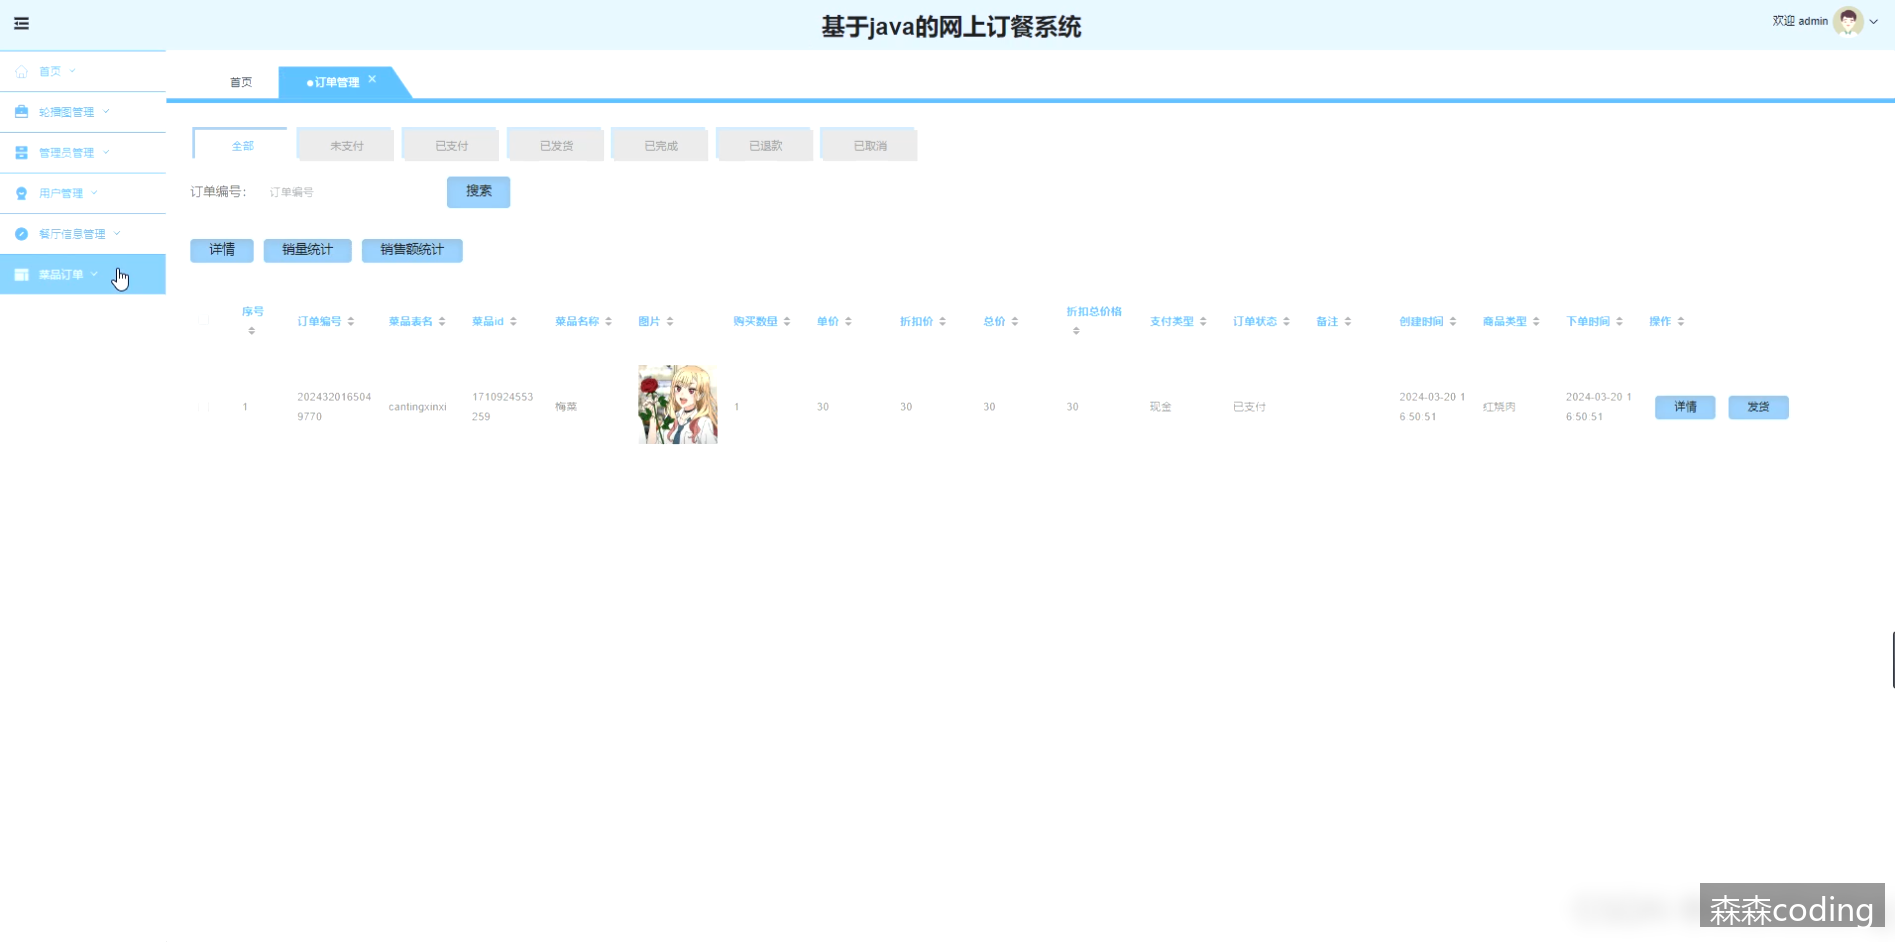 基于java的网上订餐系统
欢迎 admin
首页
轮播图管理
管理员管理
用户管理
餐厅信息管理
菜品订单
首页
●订单管理 ×
全部 未支付 已支付 已发货 已完成 已退款 已取消
订单编号： 订单编号 搜索
详情 销量统计 销售额统计
序号 订单编号 菜品表名 菜品id 菜品名称 图片 购买数量 单价 折扣价 总价 折扣总价格 支付类型 订单状态 备注 创建时间 商品类型 下单时间 操作
1 202432016504 cantingxinxi 1710924553 梅菜 1 30 30 30 30 现金 已支付 2024-03-20 1 红烧肉 2024-03-20 1 详情 发货
9770 259 6:50:51 6:50:51
森森coding